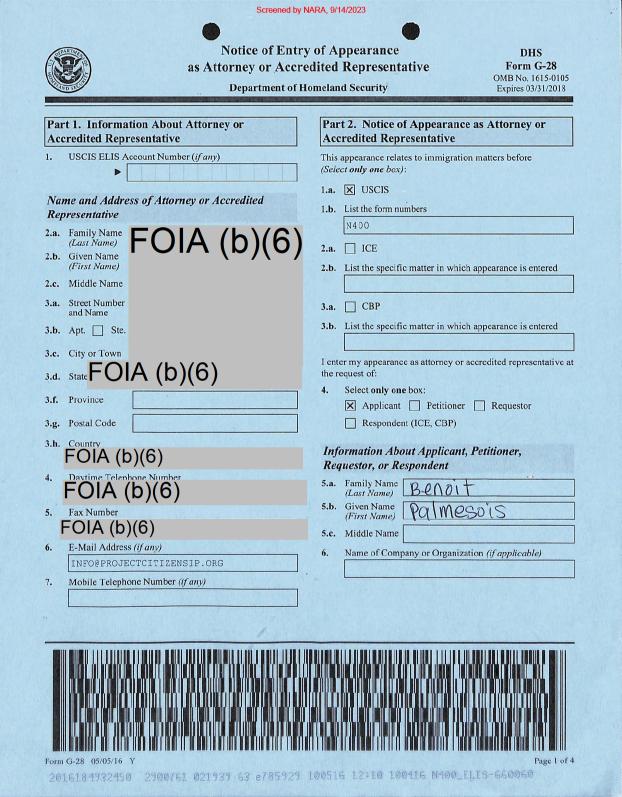 Screened by NARA, 9/14/2023
Notice of Entry of Appearance
as Attorney or Accredited Representative
Department of Homeland Security
DHS
Form G-28
OMB No. 1615-0105
Expires 03/31/2018
Part 1. Information About Attorney or
Accredited Representative
1. USCIS ELIS Account Number (if any)
Name and Address of Attorney or Accredited
Representative
2.a. Family Name
(Last Name)
FOIA (b)(6)
2.b. Given Name
(First Name)
2.c. Middle Name
3.a. Street Number
and Name
3.b. Apt. Ste.
3.c. City or Town
3.d. State FOIA (b)(6)
3.f. Province
3.g. Postal Code
3.h. Country
FOIA (b)(6)
4. Daytime Telephone Number
FOIA (b)(6)
5. Fax Number
FOIA (b)(6)
6. E-Mail Address (if any)
INFO@PROJECTCITIZENSIP.ORG
7. Mobile Telephone Number (if any)
Part 2. Notice of Appearance as Attorney or
Accredited Representative
This appearance relates to immigration matters before
(Select only one box):
1.a. X USCIS
1.b. List the form numbers
N400
2.a. ICE
2.b. List the specific matter in which appearance is entered
3.a. CBP
3.b. List the specific matter in which appearance is entered
I enter my appearance as attorney or accredited representative at
the request of:
4. Select only one box:
X Applicant Petitioner Requestor
Respondent (ICE, CBP)
Information About Applicant, Petitioner,
Requestor, or Respondent
5.a. Family Name
(Last Name)
Benoit
5.b. Given Name
(First Name)
Palmesois
5.c. Middle Name
6. Name of Company or Organization (if applicable)
Form G-28 05/05/16 Y
Page 1 of 4
2016184932450 2900761 021939 63 e785929 100516 12:10 100416 N400_ELIS-660060